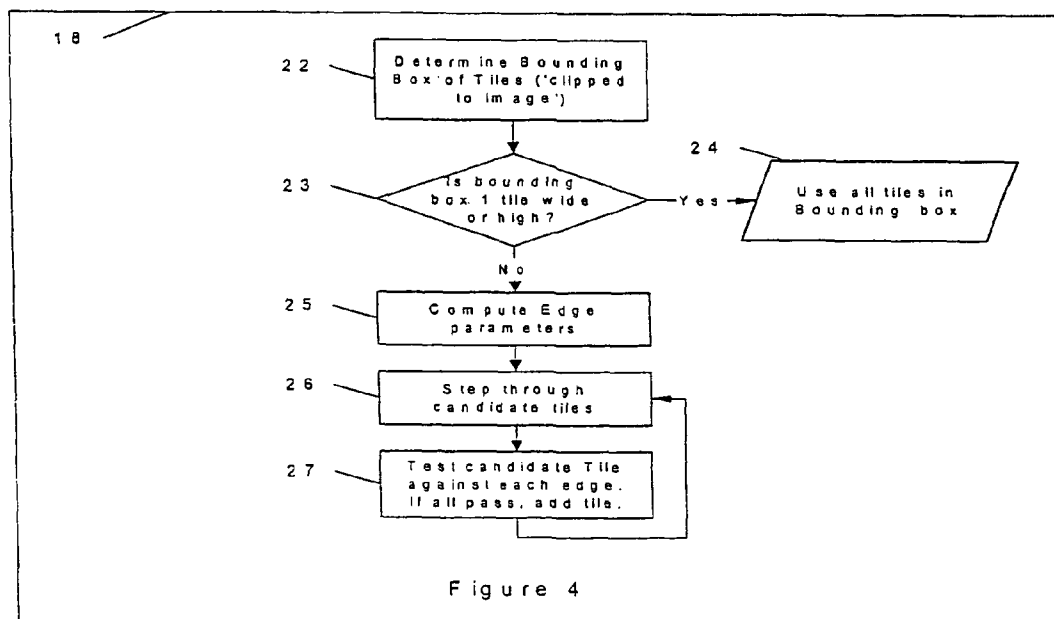 18
22
Determine Bounding
Box of Tiles ('clipped
to image')
23
Is bounding
box 1 tile wide
or high?
Yes
24
Use all tiles in
Bounding box
No
25
Compute Edge
parameters
26
Step through
candidate tiles
27
Test candidate Tile
against each edge.
If all pass, add tile.
Figure 4